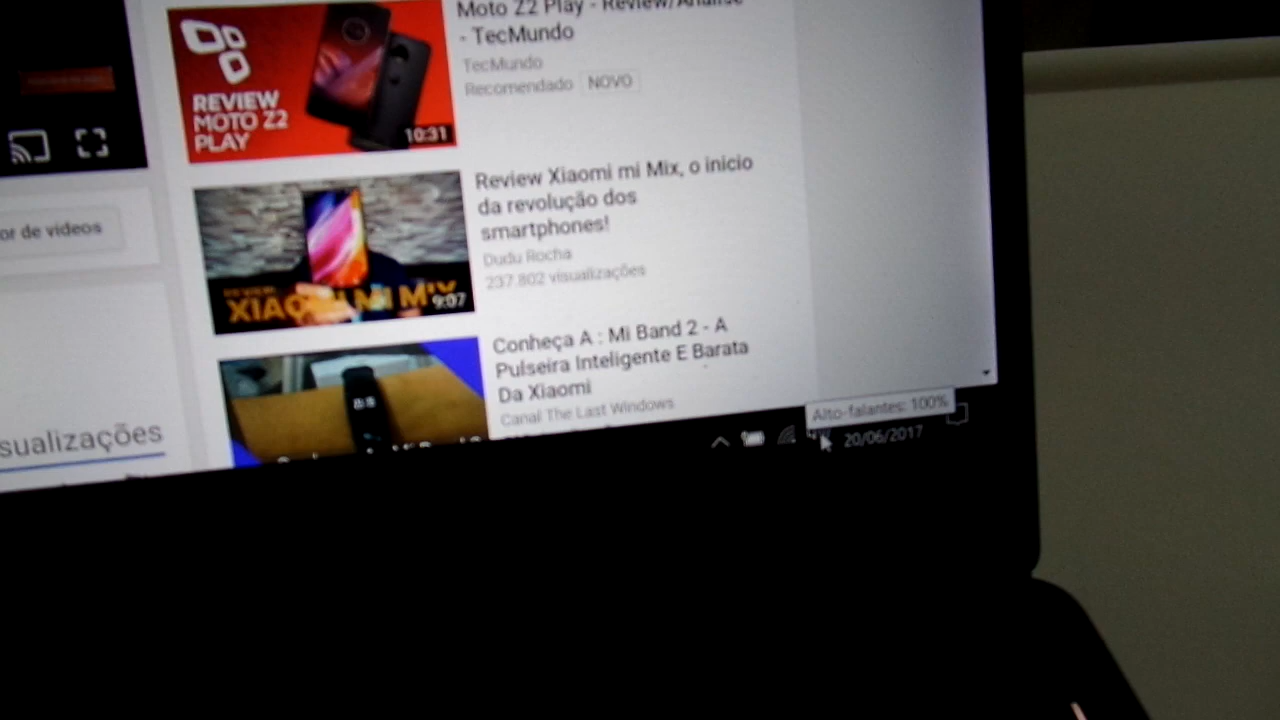 Moto Z2 Play - Review/Análise
- TecMundo
TecMundo
Recomendado NOVO
REVIEW
MOTO Z2
PLAY
10:31
Review Xiaomi mi Mix, o inicio
da revolução dos
smartphones!
Dudu Rocha
237.802 visualizações
REVIEW
XIAOMI MI MIX
9:07
or de vídeos
Conheça A : Mi Band 2 - A
Pulseira Inteligente E Barata
Da Xiaomi
Canal The Last Windows
sualizações
Alto-falantes: 100%
20/06/2017